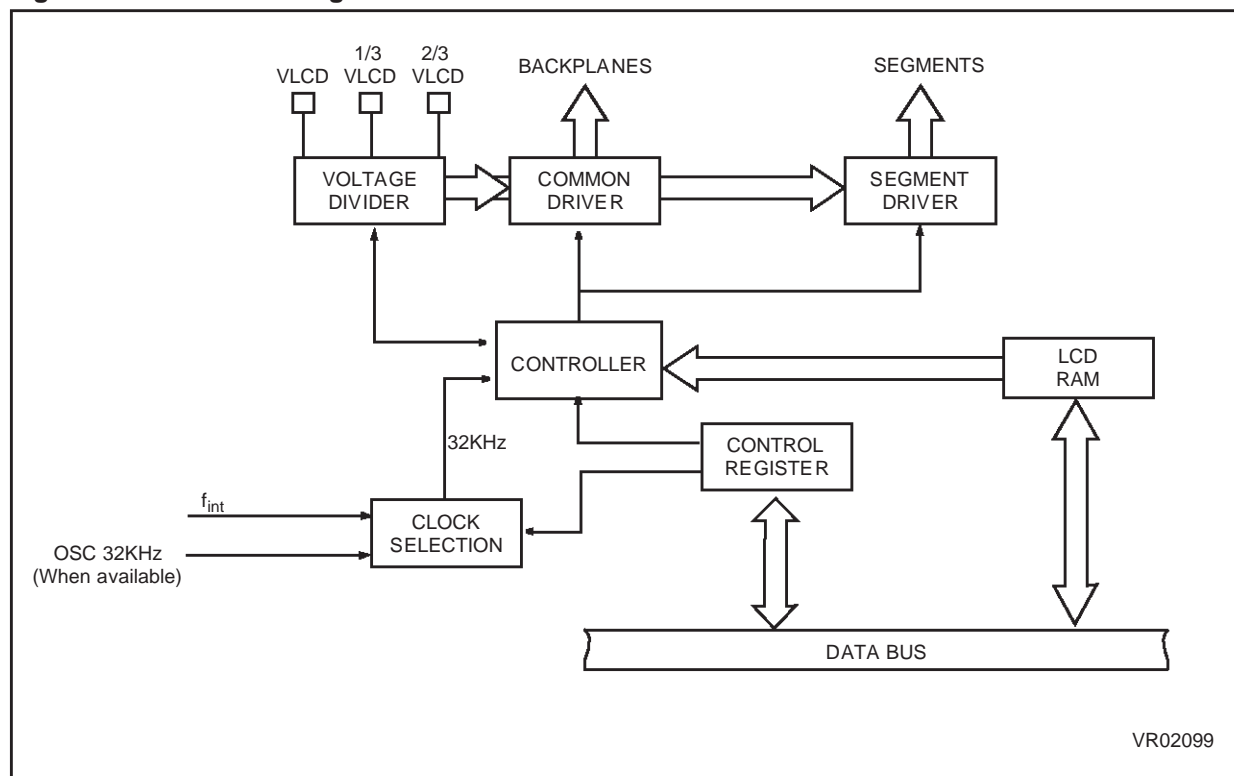 1/3 2/3
VLCD VLCD VLCD
BACKPLANES
SEGMENTS
VOLTAGE
DIVIDER
COMMON
DRIVER
SEGMENT
DRIVER
CONTROLLER
LCD
RAM
32KHz
CONTROL
REGISTER
fint
CLOCK
SELECTION
OSC 32KHz
(When available)
DATA BUS
VR02099